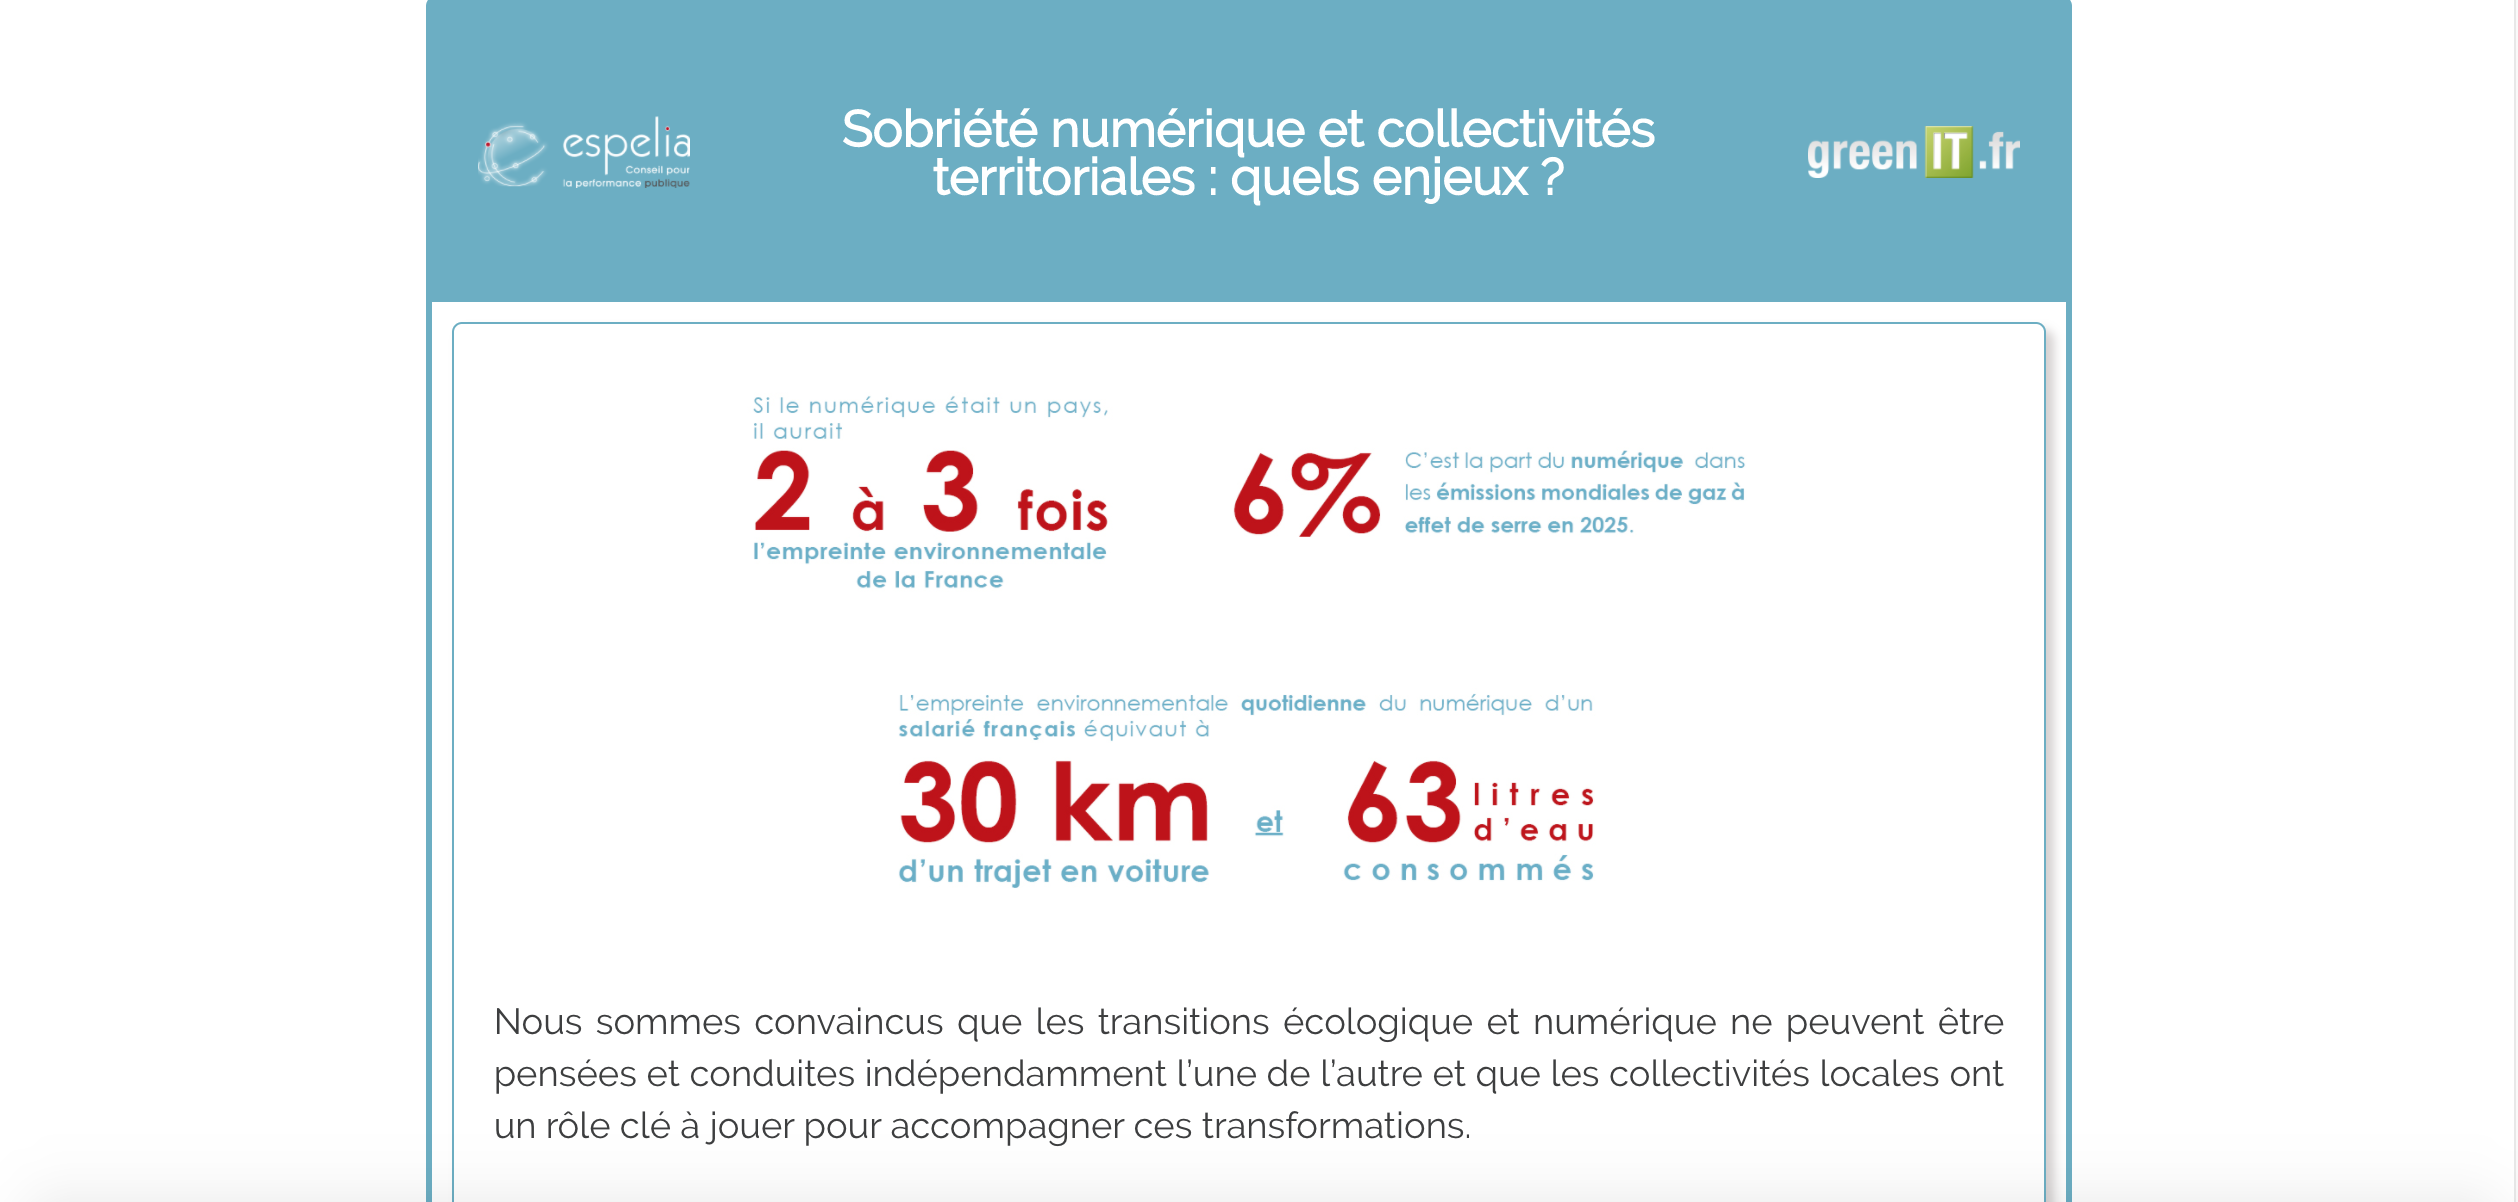 espelia
Conseil pour
la performance publique
Sobriété numérique et collectivités
territoriales : quels enjeux ?
green IT .fr
Si le numérique était un pays,
il aurait
2 à 3 fois
l’empreinte environnementale
de la France
6%
C’est la part du numérique dans
les émissions mondiales de gaz à
effet de serre en 2025.
L’empreinte environnementale quotidienne du numérique d’un
salarié français équivaut à
30 km
d’un trajet en voiture
et
63 litres
d’eau
consommés
Nous sommes convaincus que les transitions écologique et numérique ne peuvent être
pensées et conduites indépendamment l’une de l’autre et que les collectivités locales ont
un rôle clé à jouer pour accompagner ces transformations.